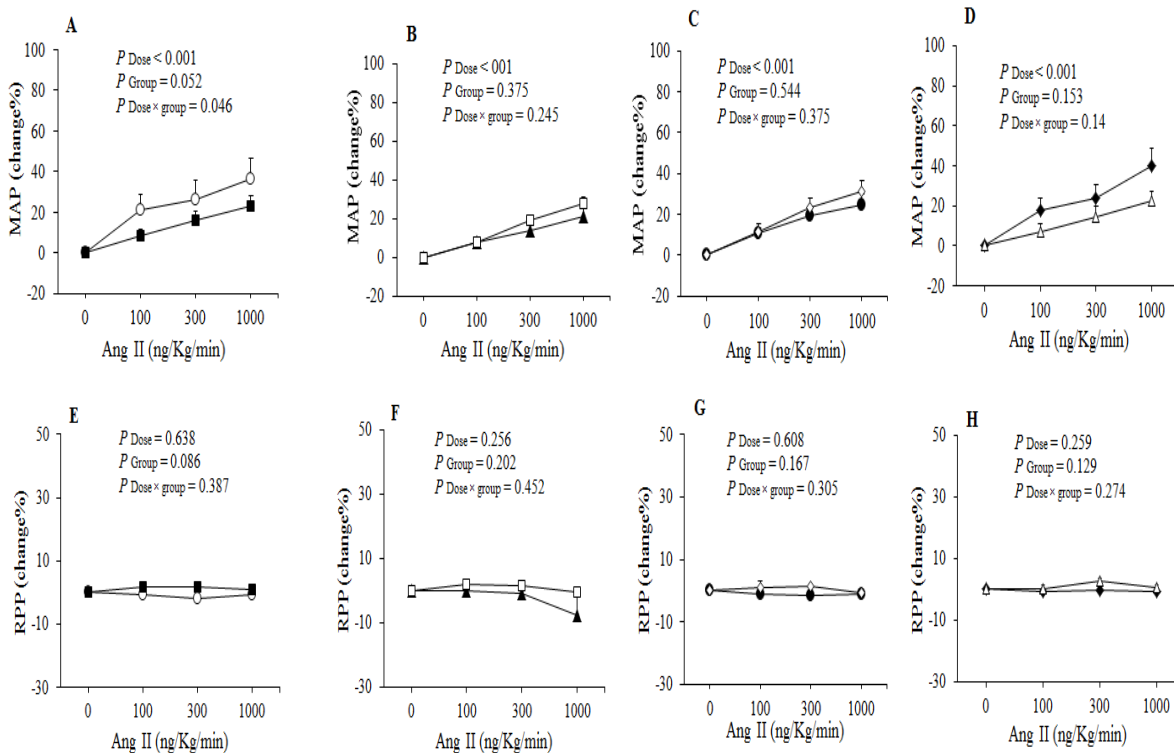 A
P Dose < 0.001
P Group = 0.052
P Dose × group = 0.046
100
80
60
40
20
0
-20
MAP (change%)
0 100 300 1000
Ang II (ng/Kg/min)
B
P Dose < 001
P Group = 0.375
P Dose × group = 0.245
100
80
60
40
20
0
-20
MAP (change%)
0 100 300 1000
Ang II (ng/Kg/min)
C
P Dose < 0.001
P Group = 0.544
P Dose × group = 0.375
100
80
60
40
20
0
-20
MAP (change%)
0 100 300 1000
Ang II (ng/Kg/min)
D
P Dose < 0.001
P Group = 0.153
P Dose × group = 0.14
100
80
60
40
20
0
-20
MAP (change%)
0 100 300 1000
Ang II (ng/Kg/min)
E
P Dose = 0.638
P Group = 0.086
P Dose × group = 0.387
50
30
10
-10
-30
RPP (change%)
0 100 300 1000
Ang II (ng/Kg/min)
F
P Dose = 0.256
P Group = 0.202
P Dose × group = 0.452
50
30
10
-10
-30
RPP (change%)
0 100 300 1000
Ang II (ng/Kg/min)
G
P Dose = 0.608
P Group = 0.167
P Dose × group = 0.305
50
30
10
-10
-30
RPP (change%)
0 100 300 1000
Ang II (ng/Kg/min)
H
P Dose = 0.259
P Group = 0.129
P Dose × group = 0.274
50
30
10
-10
-30
RPP (change%)
0 100 300 1000
Ang II (ng/Kg/min)